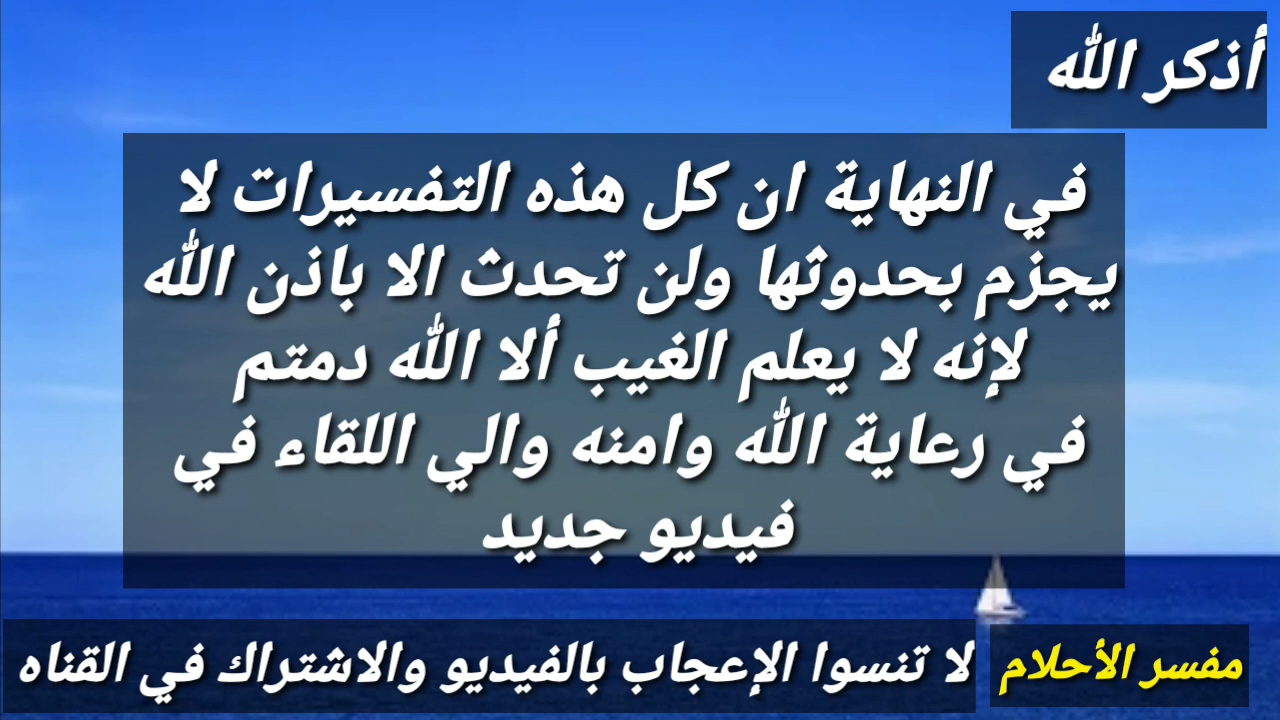 أذكر الله
في النهاية ان كل هذه التفسيرات لا
يجزم بحدوثها ولن تحدث الا باذن الله
لإنه لا يعلم الغيب ألا الله دمتم
في رعاية الله وامنه والي اللقاء في
فيديو جديد
مفسر الأحلام
لا تنسوا الإعجاب بالفيديو والاشتراك في القناه